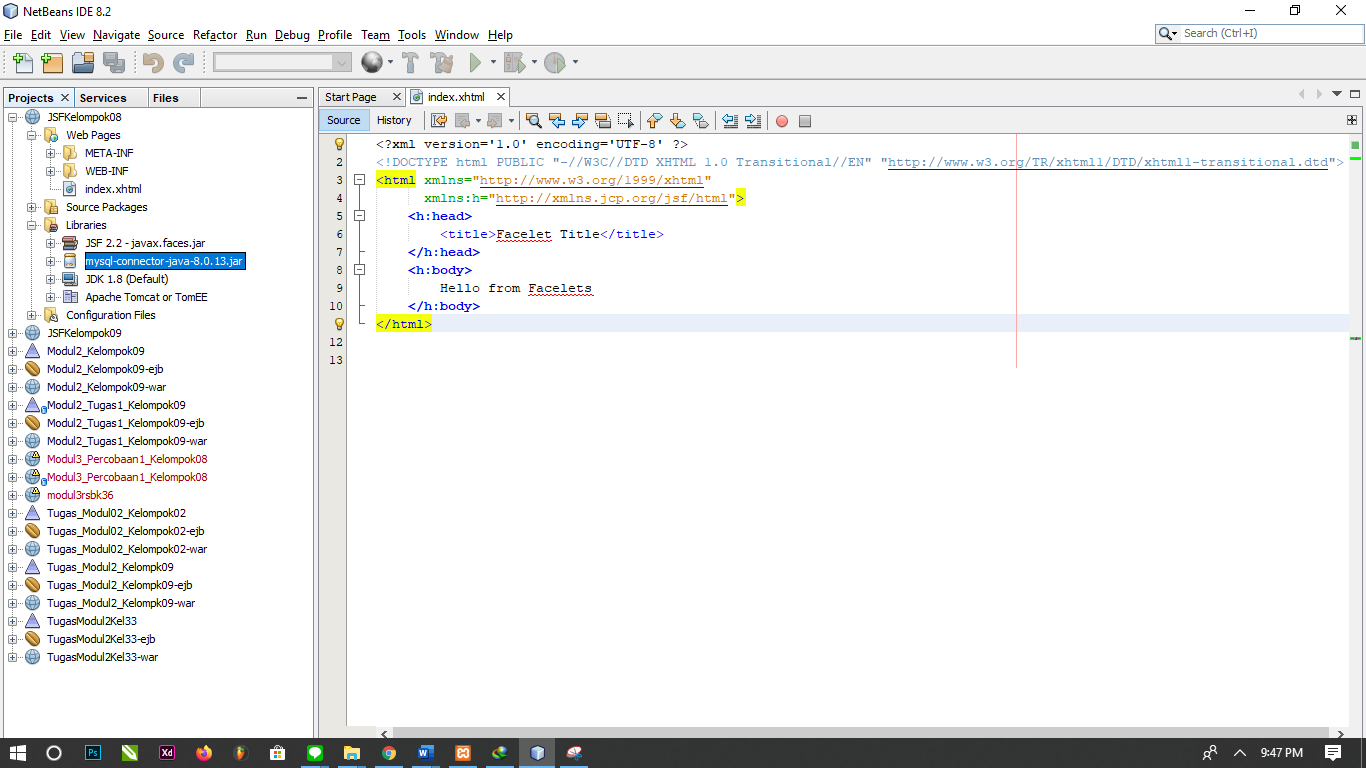 NetBeans IDE 8.2
File Edit View Navigate Source Refactor Run Debug Profile Team Tools Window Help
Search (Ctrl+I)
Projects Services Files
JSFKelompok08
Web Pages
META-INF
WEB-INF
index.xhtml
Source Packages
Libraries
JSF 2.2 - javax.faces.jar
mysql-connector-java-8.0.13.jar
JDK 1.8 (Default)
Apache Tomcat or TomEE
Configuration Files
JSFKelompok09
Modul2_Kelompok09
Modul2_Kelompok09-ejb
Modul2_Kelompok09-war
Modul2_Tugas1_Kelompok09
Modul2_Tugas1_Kelompok09-ejb
Modul2_Tugas1_Kelompok09-war
Modul3_Percobaan1_Kelompok08
Modul3_Percobaan1_Kelompok08
modul3rsbk36
Tugas_Modul02_Kelompok02
Tugas_Modul02_Kelompok02-ejb
Tugas_Modul02_Kelompok02-war
Tugas_Modul2_Kelompk09
Tugas_Modul2_Kelompk09-ejb
Tugas_Modul2_Kelompk09-war
TugasModul2Kel33
TugasModul2Kel33-ejb
TugasModul2Kel33-war
Start Page index.xhtml
Source History
<?xml version='1.0' encoding='UTF-8' ?>
2 <!DOCTYPE html PUBLIC "-//W3C//DTD XHTML 1.0 Transitional//EN" "http://www.w3.org/TR/xhtml1/DTD/xhtml1-transitional.dtd">
3 <html xmlns="http://www.w3.org/1999/xhtml"
4 xmlns:h="http://xmlns.jcp.org/jsf/html">
5 <h:head>
6 <title>Facelet Title</title>
7 </h:head>
8 <h:body>
9 Hello from Facelets
10 </h:body>
</html>
12
13
Ps
Xd
9:47 PM